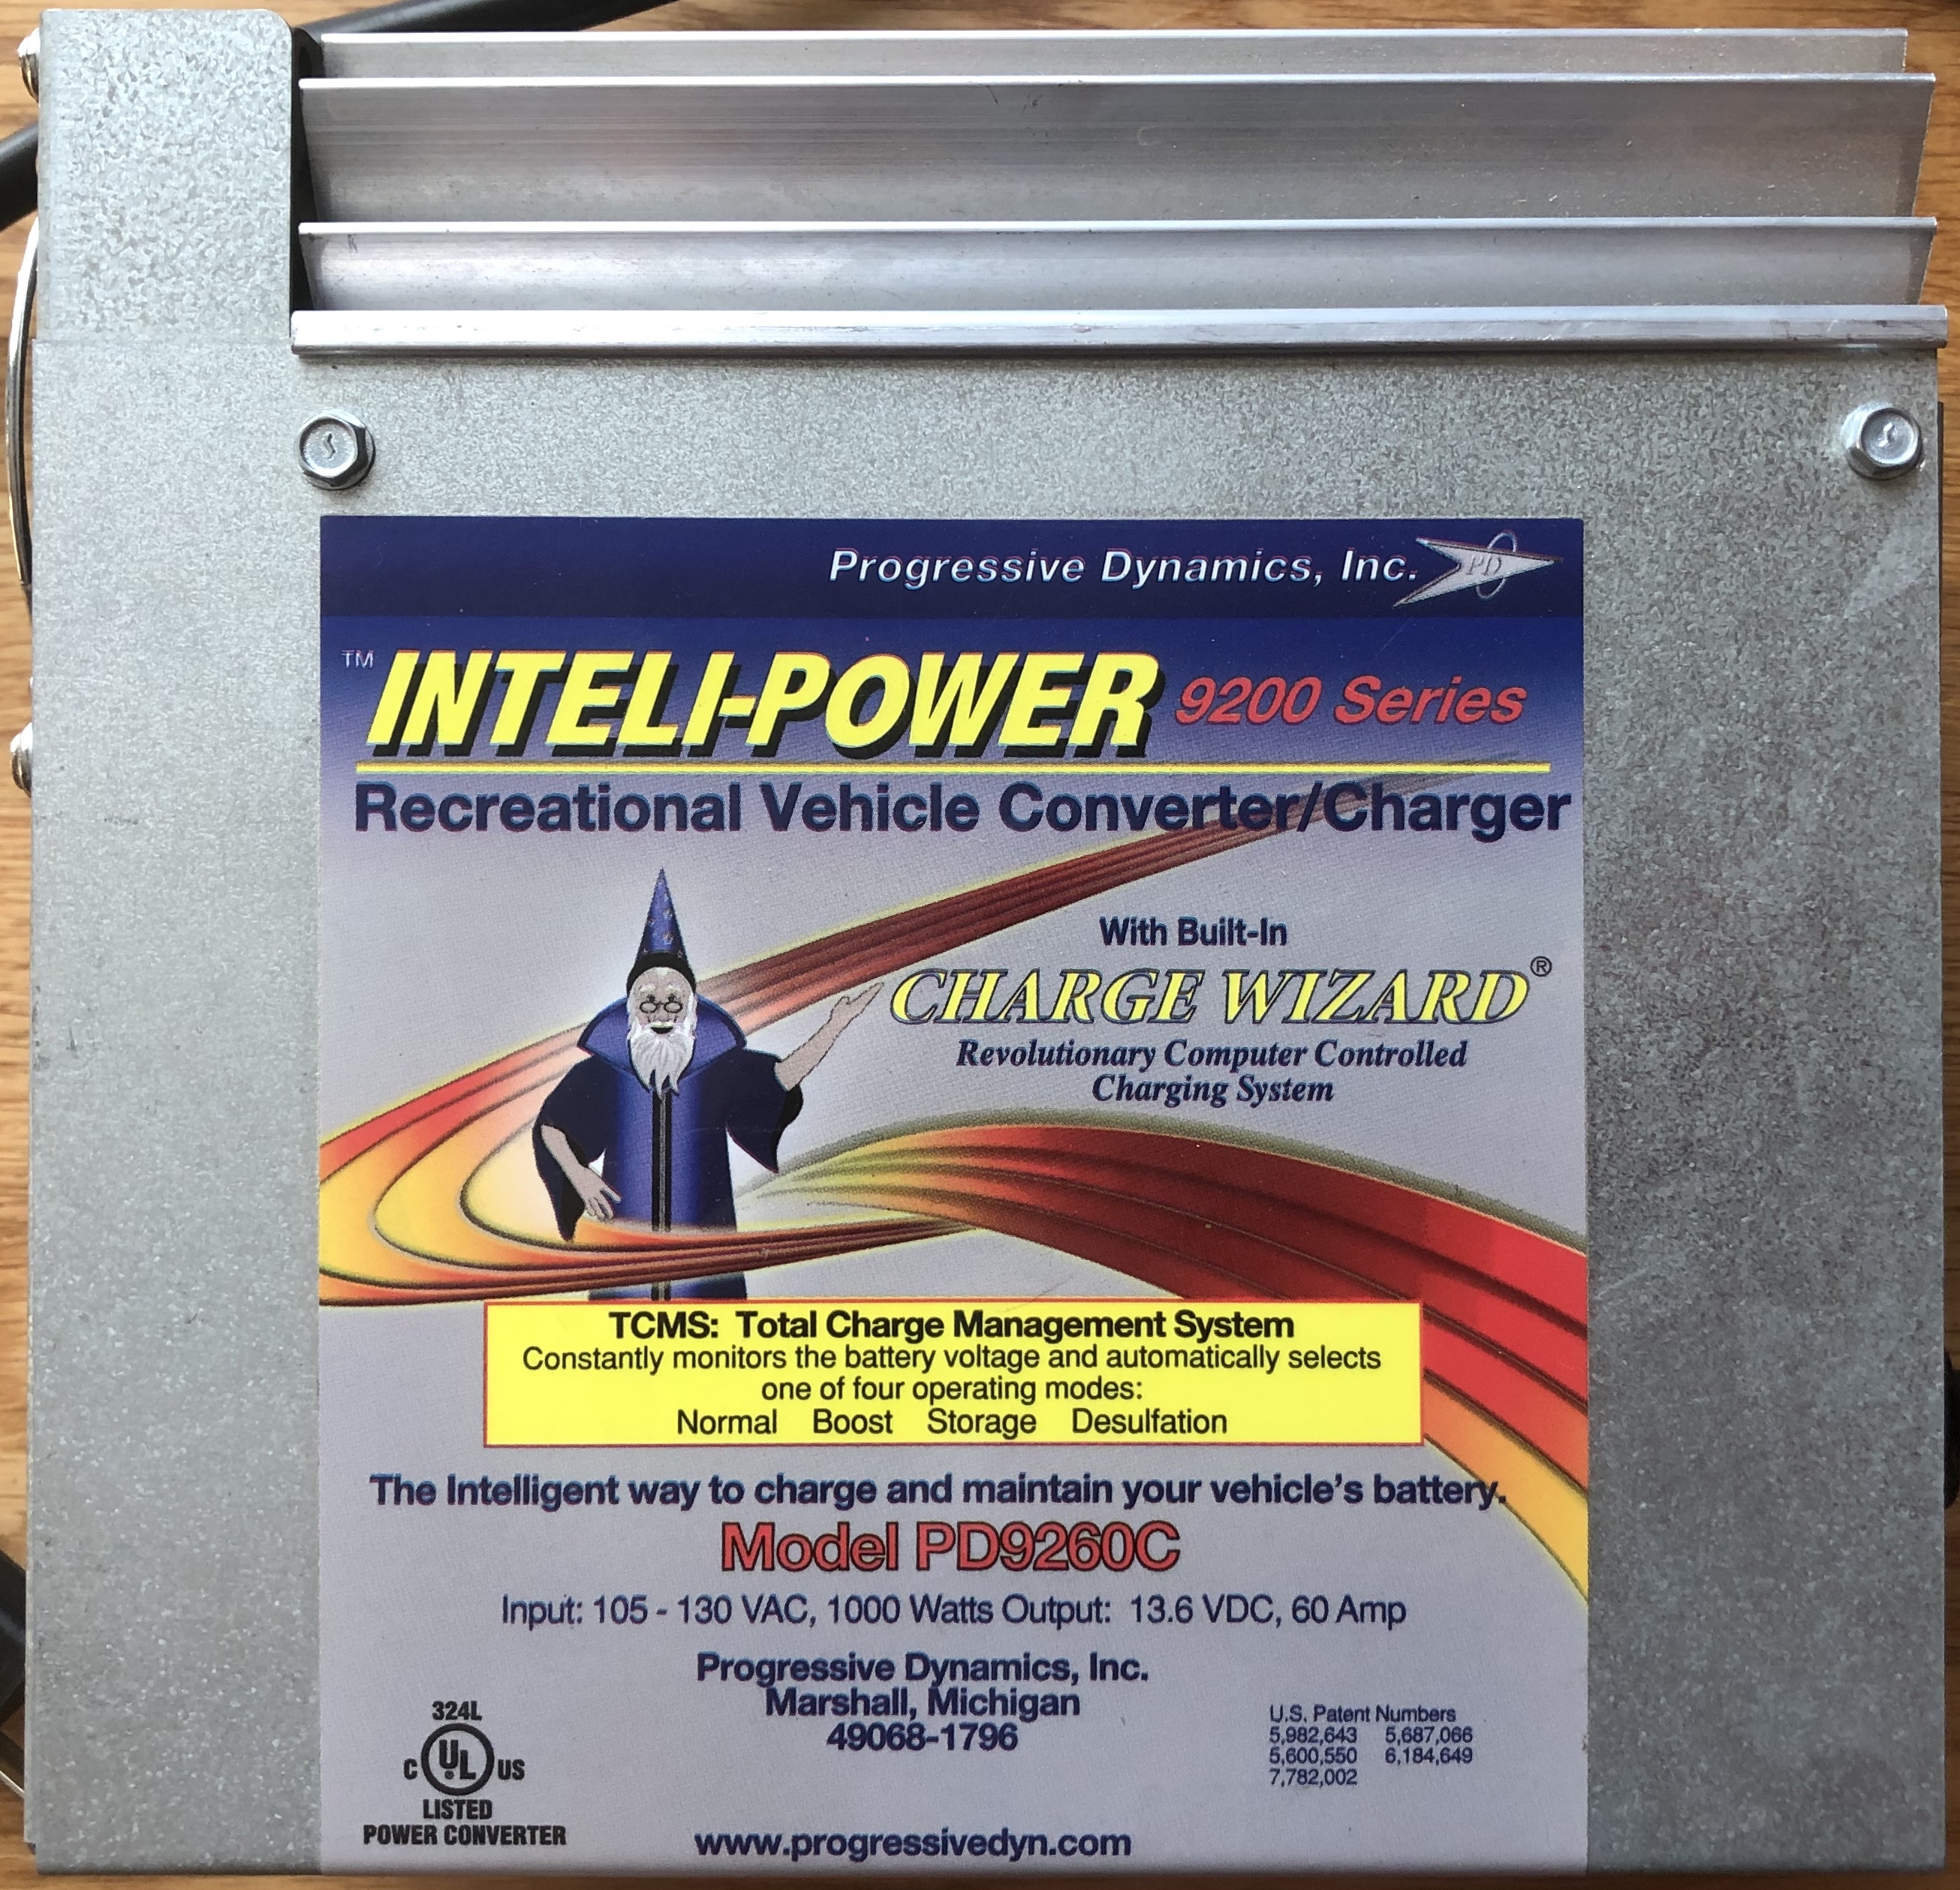 Progressive Dynamics, Inc. PD
™ INTELI-POWER 9200 Series
Recreational Vehicle Converter/Charger
With Built-In
CHARGE WIZARD®
Revolutionary Computer Controlled
Charging System
TCMS: Total Charge Management System
Constantly monitors the battery voltage and automatically selects
one of four operating modes:
Normal Boost Storage Desulfation
The Intelligent way to charge and maintain your vehicle's battery.
Model PD9260C
Input: 105 - 130 VAC, 1000 Watts Output: 13.6 VDC, 60 Amp
Progressive Dynamics, Inc.
Marshall, Michigan
49068-1796
324L
C UL US
LISTED
POWER CONVERTER
U.S. Patent Numbers
5,982,643 5,687,066
5,600,550 6,184,649
7,782,002
www.progressivedyn.com